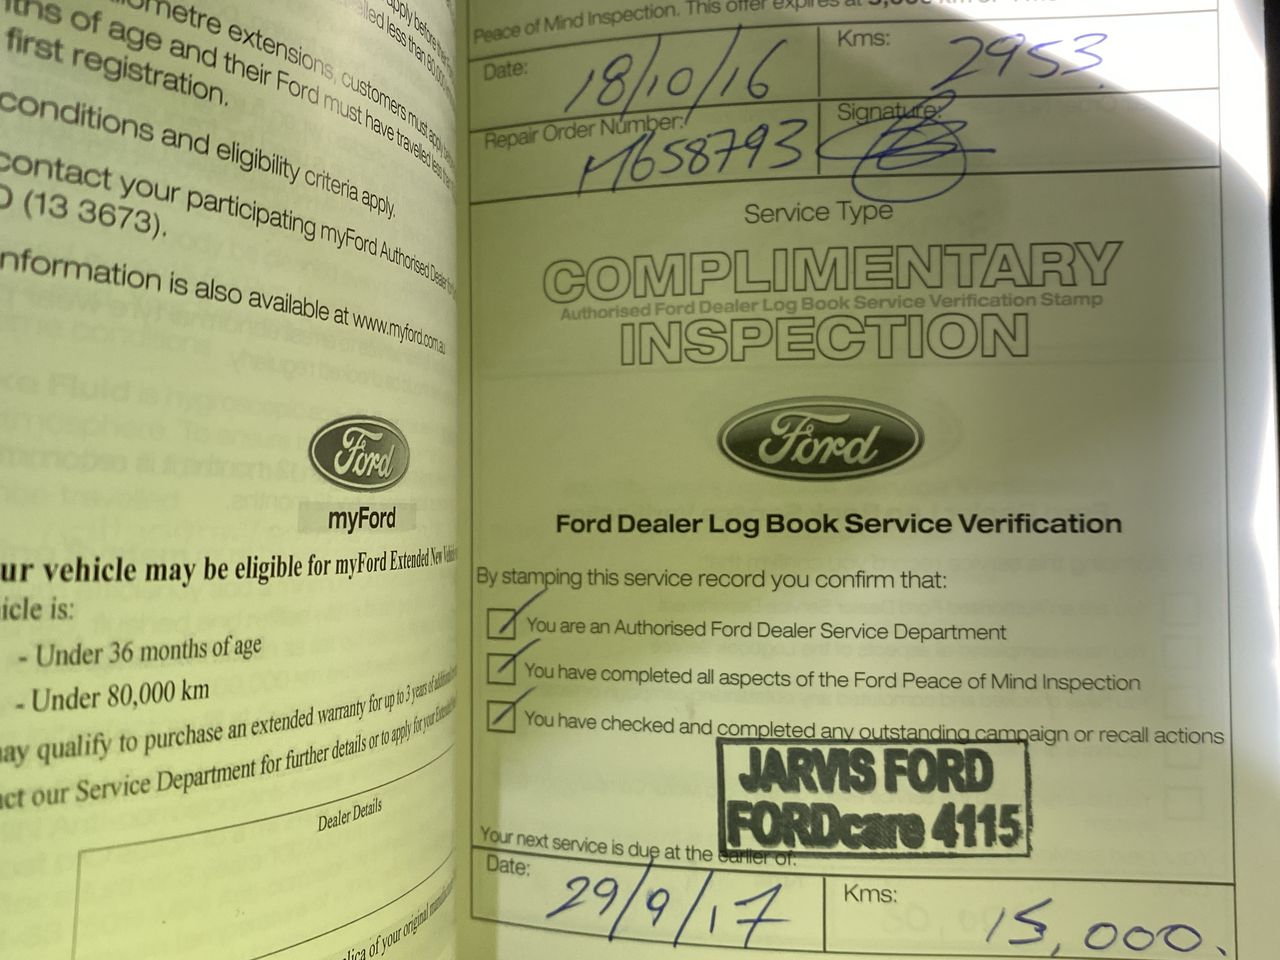 ometre extensions, customers must apply
ths of age and their Ford must have travelled less than
first registration.
conditions and eligibility criteria apply.
contact your participating myFord Authorised Dealer
D (13 3673).
nformation is also available at www.myford.com.au
Ford
myFord
ur vehicle may be eligible for myFord Extended New
icle is:
- Under 36 months of age
- Under 80,000 km
ay qualify to purchase an extended warranty for up to 3 years of additional
ct our Service Department for further details or to apply for your
Dealer Details
of your original
Peace of Mind Inspection. This offer expires at
Date: 18/10/16 Kms: 2953
Repair Order Number: M658793 Signature:
Service Type
COMPLIMENTARY
Authorised Ford Dealer Log Book Service Verification Stamp
INSPECTION
Ford
Ford Dealer Log Book Service Verification
By stamping this service record you confirm that:
You are an Authorised Ford Dealer Service Department
You have completed all aspects of the Ford Peace of Mind Inspection
You have checked and completed any outstanding campaign or recall actions
JARVIS FORD
FORDcare 4115
Your next service is due at the earlier of:
Date: 29/9/17 Kms: 15,000.